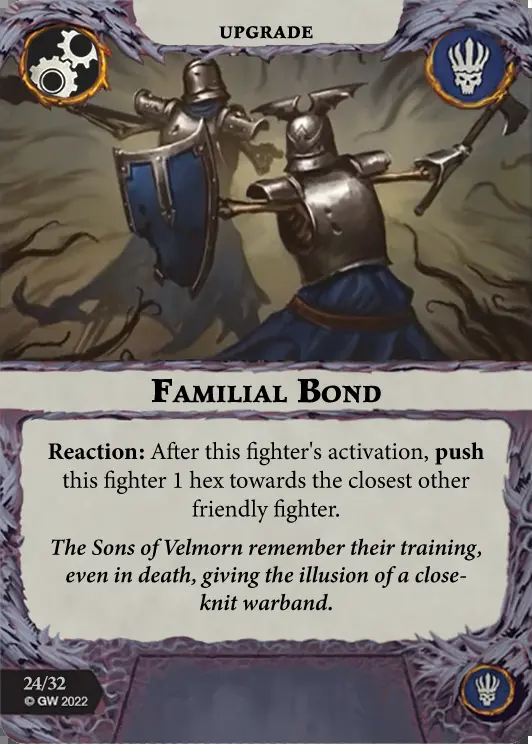 UPGRADE
FAMILIAL BOND
Reaction: After this fighter's activation, push
this fighter 1 hex towards the closest other
friendly fighter.
The Sons of Velmorn remember their training,
even in death, giving the illusion of a close-
knit warband.
24/32
© GW 2022